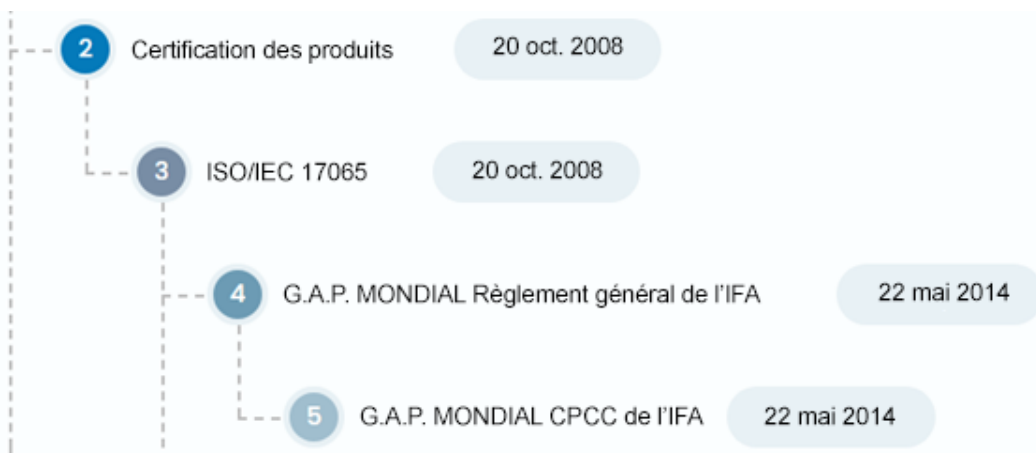 2 Certification des produits 20 oct. 2008
3 ISO/IEC 17065 20 oct. 2008
4 G.A.P. MONDIAL Règlement général de l’IFA 22 mai 2014
5 G.A.P. MONDIAL CPCC de l’IFA 22 mai 2014